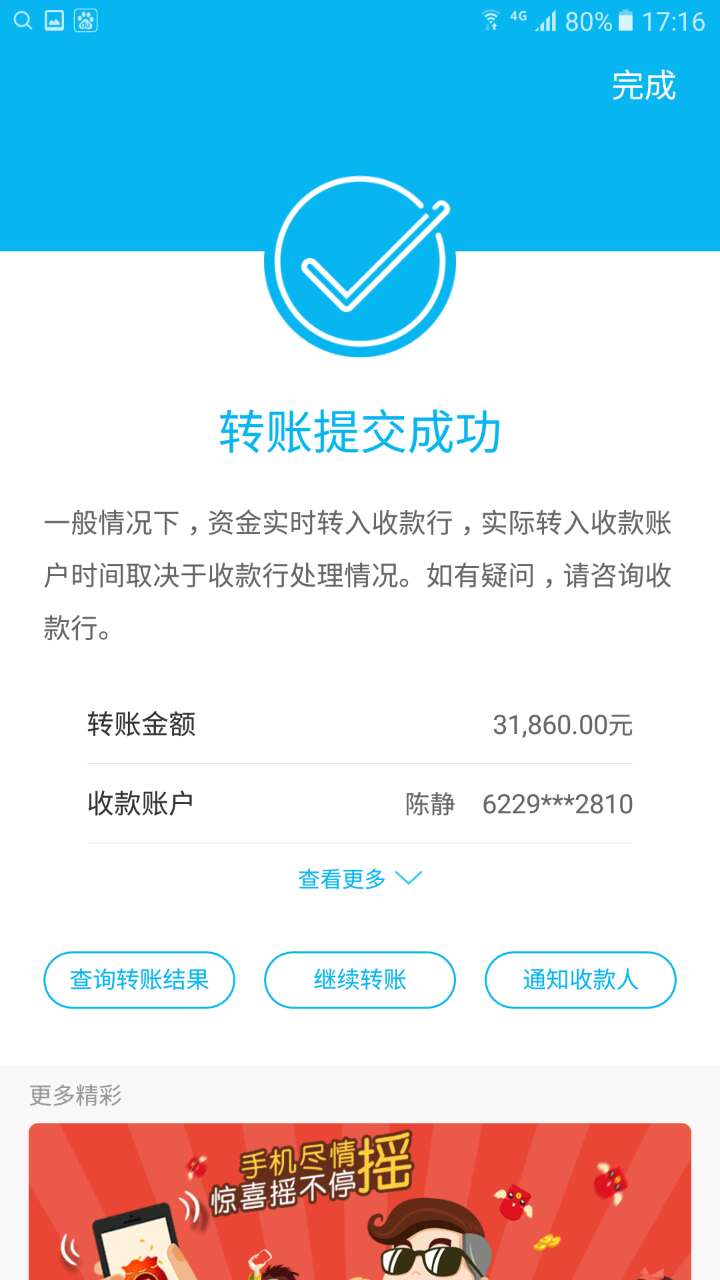 4G 80% 17:16
完成
转账提交成功
一般情况下，资金实时转入收款行，实际转入收款账
户时间取决于收款行处理情况。如有疑问，请咨询收
款行。
转账金额 31,860.00元
收款账户 陈静 6229***2810
查看更多
查询转账结果 继续转账 通知收款人
更多精彩
手机尽情摇
惊喜摇不停